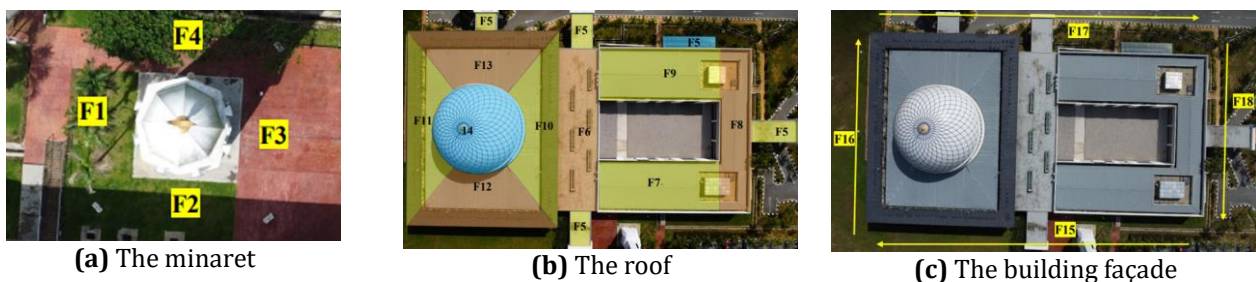 F4
F1
F3
F2
(a) The minaret
F5
F5
F5
F13
F9
14
F11
F10
F6
F8
F5
F12
F7
F5
(b) The roof
F17
F16
F18
F15
(c) The building façade